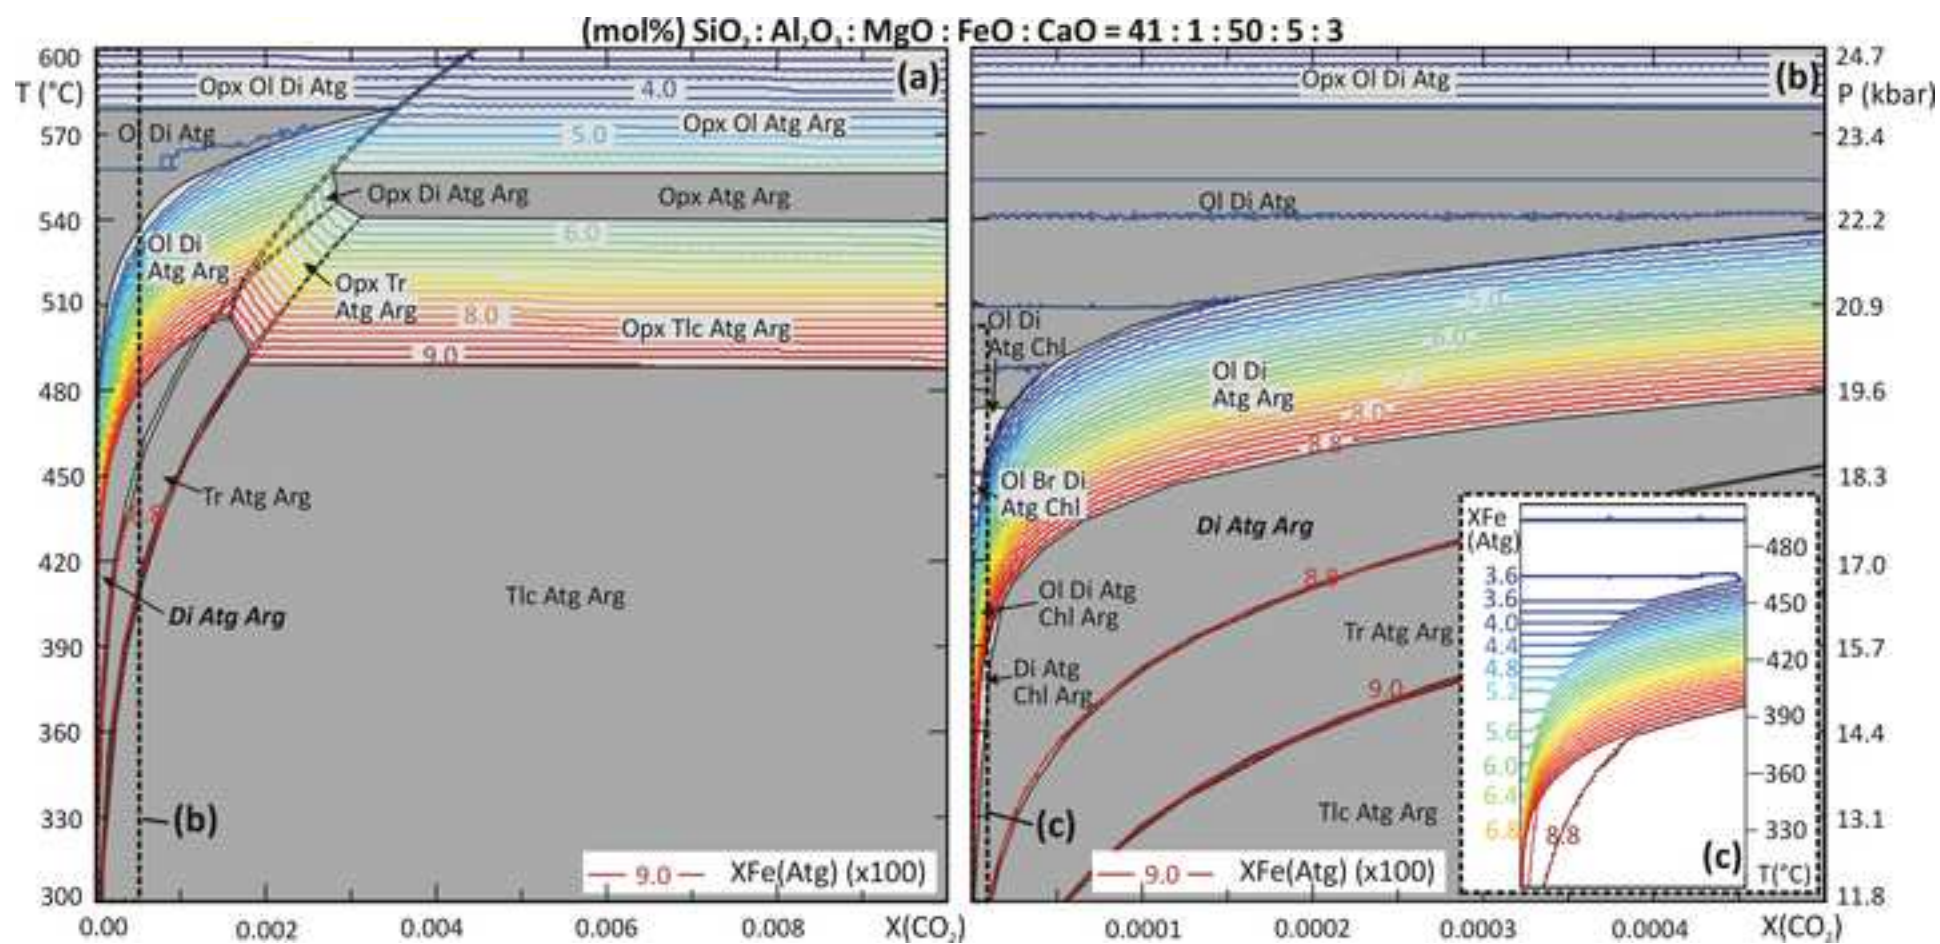 (mol%) SiO₂ : Al₂O₃ : MgO : FeO : CaO = 41 : 1 : 50 : 5 : 3
600
T (°C)
570
540
510
480
450
420
390
360
330
300
(a)
Opx Ol Di Atg
4.0
Ol Di Atg
5.0
Opx Ol Atg Arg
Opx Di Atg Arg
Opx Atg Arg
6.0
Ol Di
Atg Arg
Opx Tr
Atg Arg
8.0
Opx Tlc Atg Arg
9.0
Tr Atg Arg
Tlc Atg Arg
Di Atg Arg
(b)
9.0
XFe(Atg) (x100)
0.00
0.002
0.004
0.006
0.008
X(CO₂)
(b)
Opx Ol Di Atg
Ol Di Atg
Ol Di
Atg Chl
5.0
6.0
Ol Di
Atg Arg
8.0
8.8
Ol Br Di
Atg Chl
Di Atg Arg
8.8
Ol Di Atg
Chl Arg
Tr Atg Arg
Di Atg
Chl Arg
9.0
Tlc Atg Arg
(c)
9.0
XFe(Atg) (x100)
0.0001
0.0002
0.0003
0.0004
X(CO₂)
24.7
P (kbar)
23.4
22.2
20.9
19.6
18.3
17.0
15.7
14.4
13.1
11.8
XFe
(Atg)
3.6
3.6
4.0
4.4
4.8
5.2
5.6
6.0
6.4
6.8
8.8
480
450
420
390
360
330
T(°C)
(c)